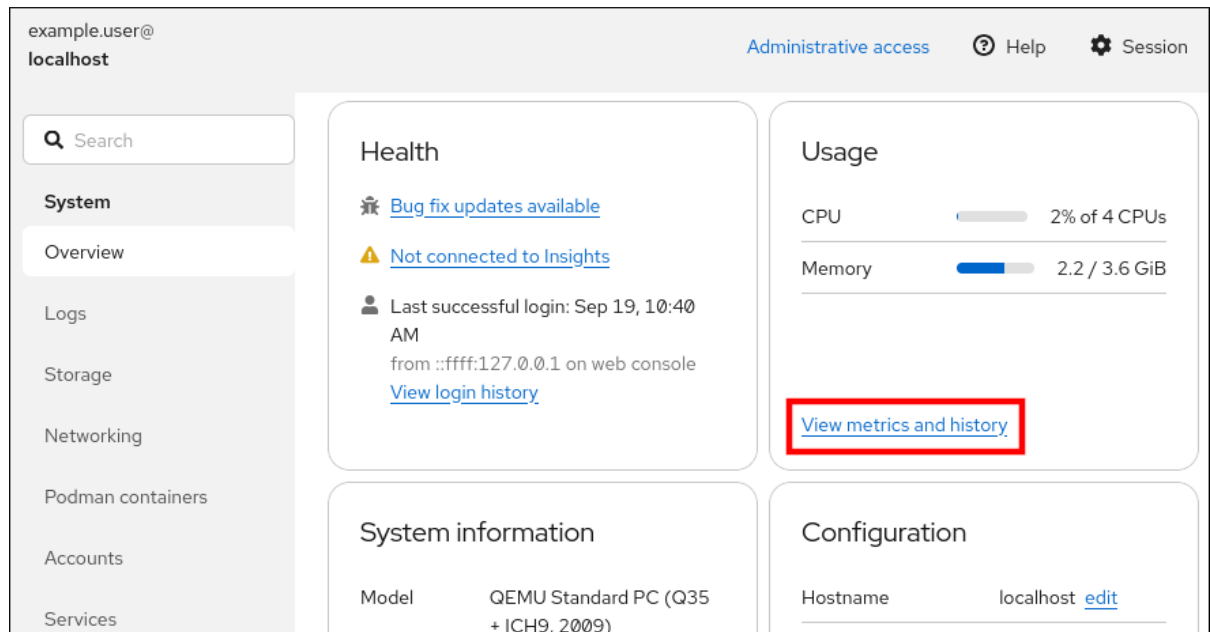 example.user@
localhost
Administrative access
Help
Session
Search
System
Overview
Logs
Storage
Networking
Podman containers
Accounts
Services
Health
Bug fix updates available
Not connected to Insights
Last successful login: Sep 19, 10:40
AM
from ::ffff:127.0.0.1 on web console
View login history
Usage
CPU 2% of 4 CPUs
Memory 2.2 / 3.6 GiB
View metrics and history
System information
Model QEMU Standard PC (Q35
+ ICH9, 2009)
Configuration
Hostname localhost edit